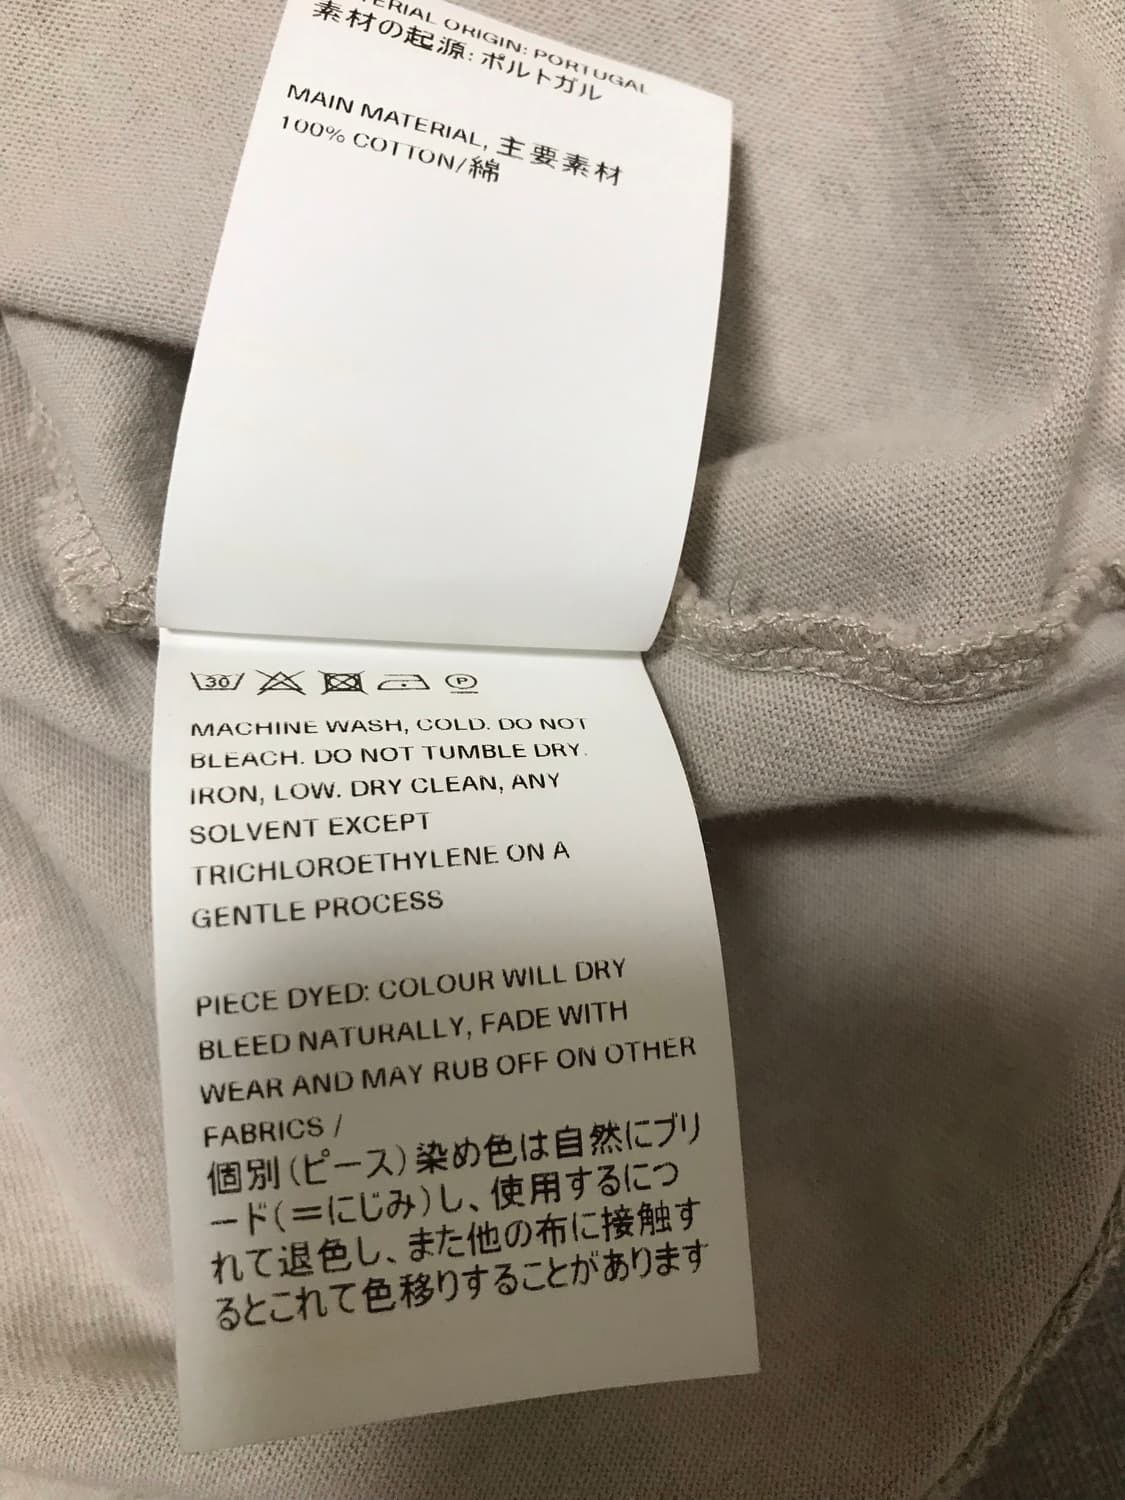 MATERIAL ORIGIN: PORTUGAL
素材の起源: ポルトガル
MAIN MATERIAL, 主要素材
100% COTTON/綿
30 P
MACHINE WASH, COLD. DO NOT
BLEACH. DO NOT TUMBLE DRY.
IRON, LOW. DRY CLEAN, ANY
SOLVENT EXCEPT
TRICHLOROETHYLENE ON A
GENTLE PROCESS
PIECE DYED: COLOUR WILL DRY
BLEED NATURALLY, FADE WITH
WEAR AND MAY RUB OFF ON OTHER
FABRICS /
個別(ピース)染め色は自然にブリ
ード(=にじみ)し、使用するにつ
れて退色し、また他の布に接触す
るとこれて色移りすることがあります